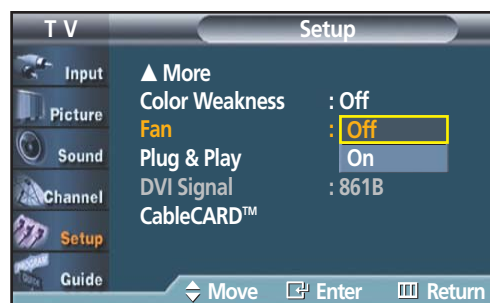 T V
Setup
Input
Picture
Sound
Channel
Setup
Guide
▲ More
Color Weakness : Off
Fan : Off
On
Plug & Play
DVI Signal : 861B
CableCARD™
Move Enter Return